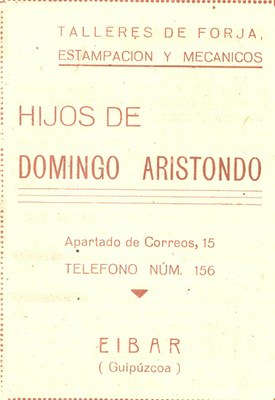 TALLERES DE FORJA,
ESTAMPACION Y MECANICOS
HIJOS DE
DOMINGO ARISTONDO
Apartado de Correos, 15
TELEFONO NÚM. 156
EIBAR
( Guipúzcoa )